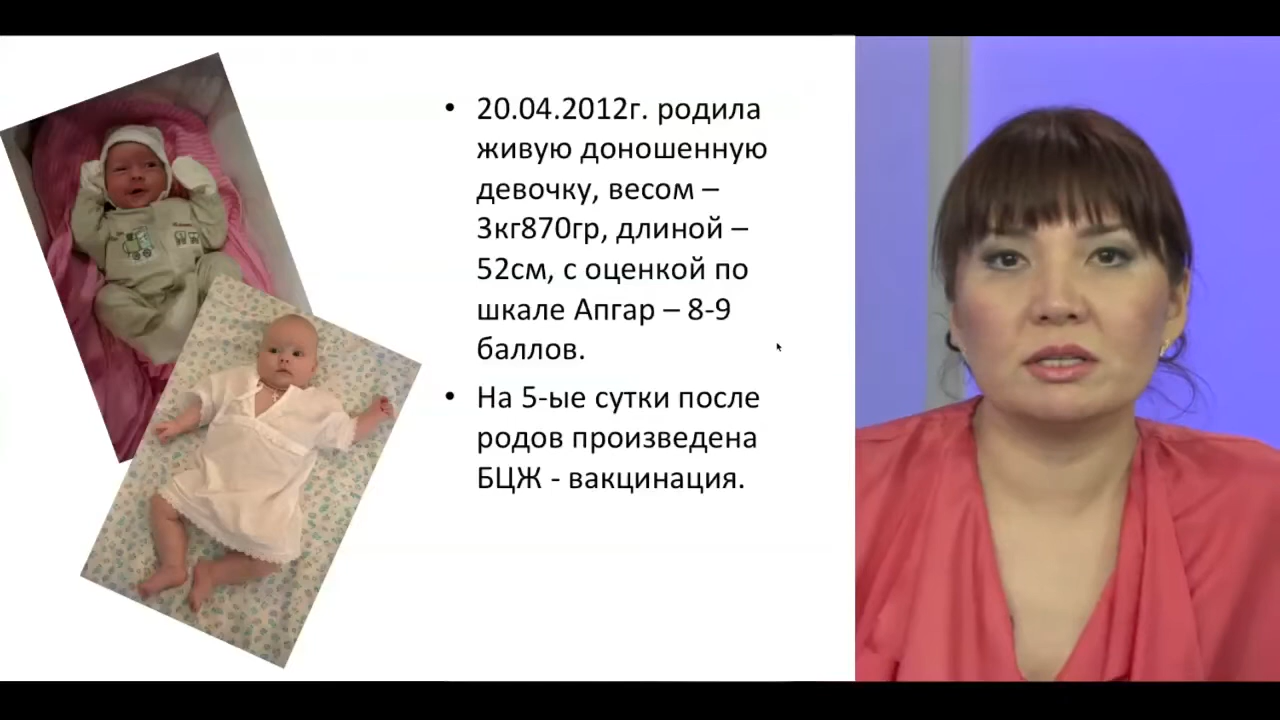 • 20.04.2012г. родила
живую доношенную
девочку, весом –
3кг870гр, длиной –
52см, с оценкой по
шкале Апгар – 8-9
баллов.
• На 5-ые сутки после
родов произведена
БЦЖ - вакцинация.